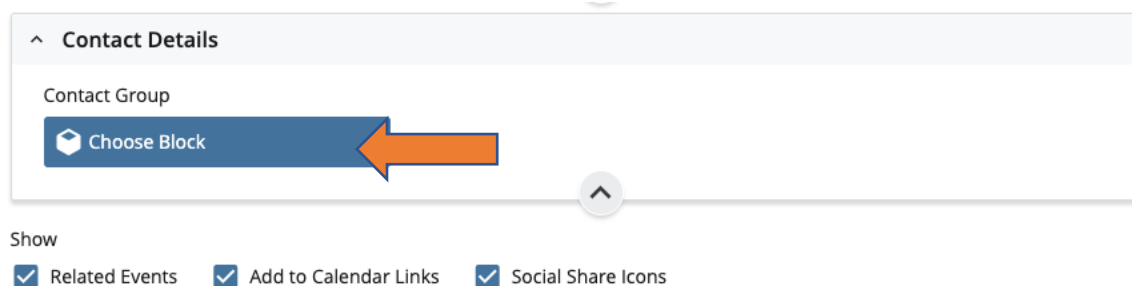 Contact Details
Contact Group
Choose Block
Show
Related Events Add to Calendar Links Social Share Icons